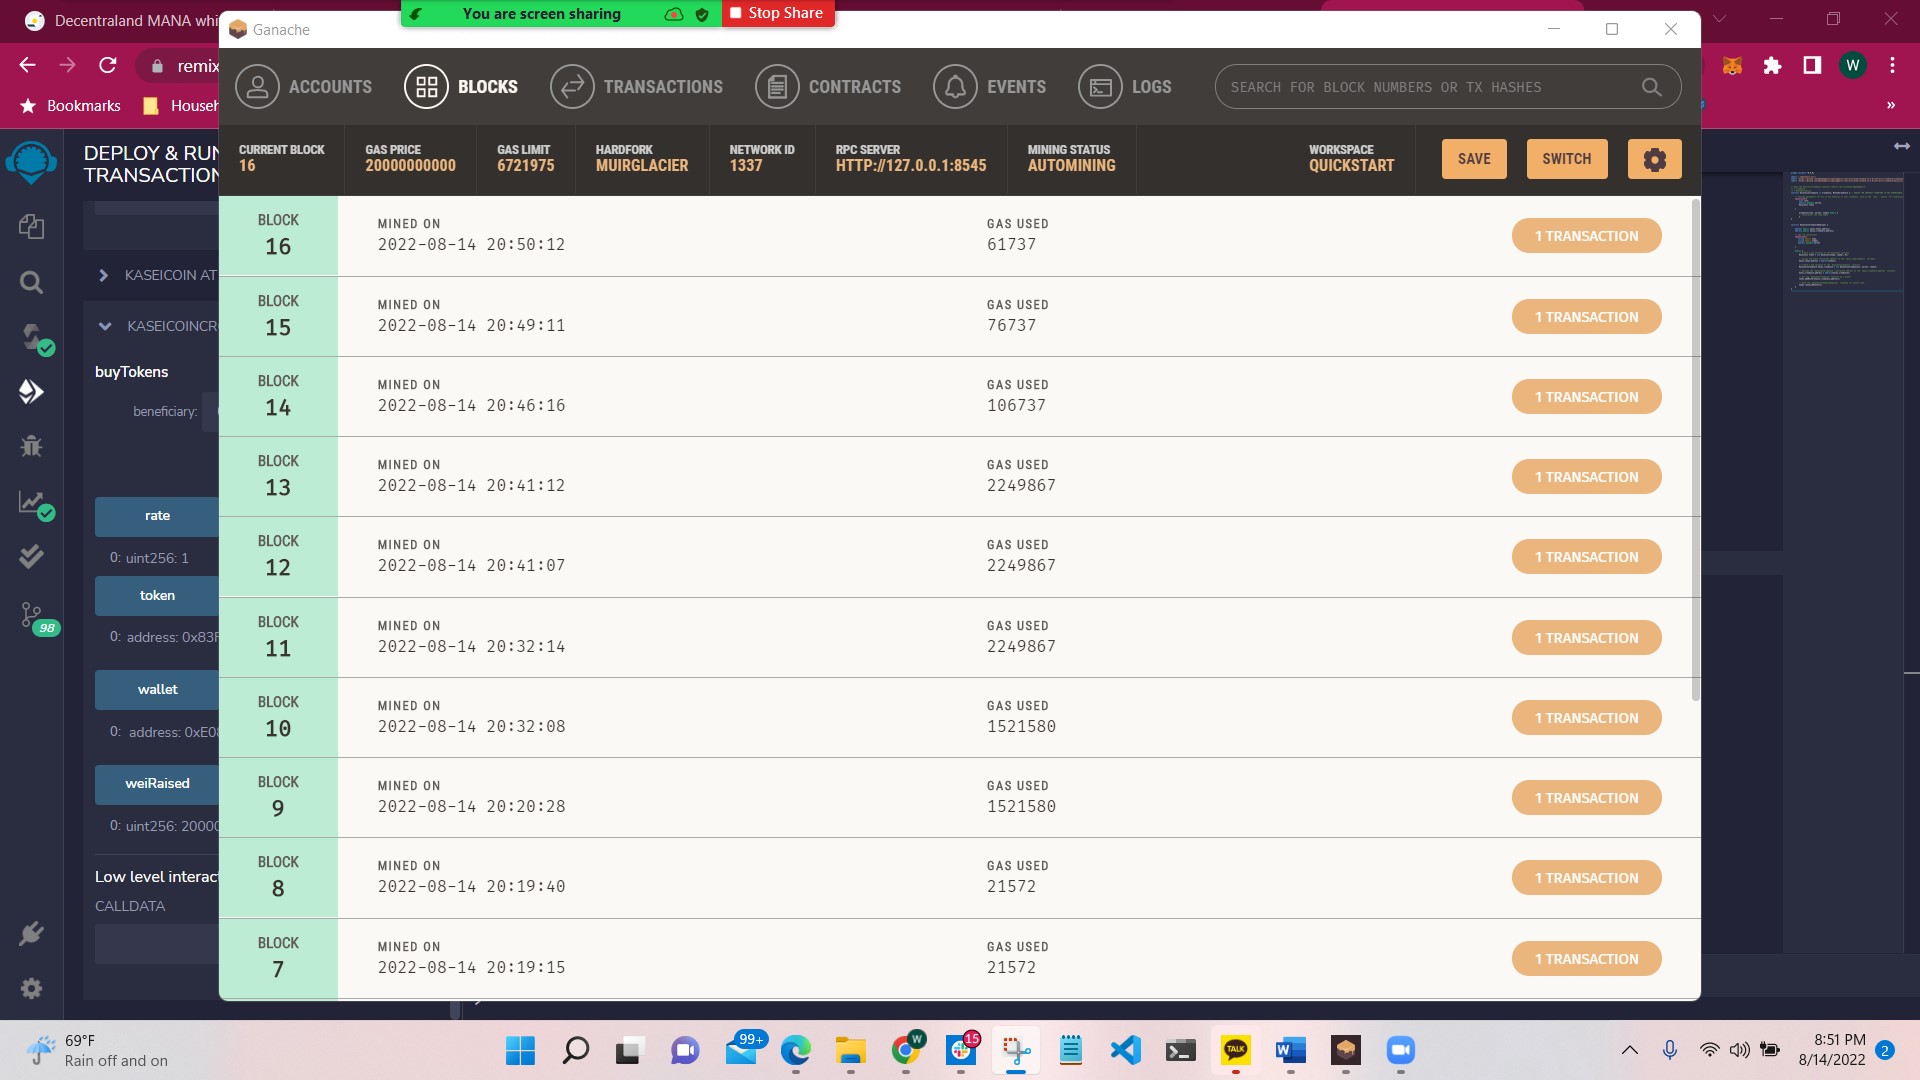 Decentraland MANA whi
You are screen sharing
Stop Share
Ganache
remix
W
Bookmarks
Househ
»
ACCOUNTS
BLOCKS
TRANSACTIONS
CONTRACTS
EVENTS
LOGS
SEARCH FOR BLOCK NUMBERS OR TX HASHES
CURRENT BLOCK
16
GAS PRICE
20000000000
GAS LIMIT
6721975
HARDFORK
MUIRGLACIER
NETWORK ID
1337
RPC SERVER
HTTP://127.0.0.1:8545
MINING STATUS
AUTOMINING
WORKSPACE
QUICKSTART
SAVE
SWITCH
DEPLOY & RUN
TRANSACTION
KASEICOIN AT
KASEICOINCR
buyTokens
beneficiary:
rate
0: uint256: 1
token
0: address: 0x83F
wallet
0: address: 0xE08
weiRaised
0: uint256: 20000
Low level interact
CALLDATA
98
BLOCK
16
MINED ON
2022-08-14 20:50:12
GAS USED
61737
1 TRANSACTION
BLOCK
15
MINED ON
2022-08-14 20:49:11
GAS USED
76737
1 TRANSACTION
BLOCK
14
MINED ON
2022-08-14 20:46:16
GAS USED
106737
1 TRANSACTION
BLOCK
13
MINED ON
2022-08-14 20:41:12
GAS USED
2249867
1 TRANSACTION
BLOCK
12
MINED ON
2022-08-14 20:41:07
GAS USED
2249867
1 TRANSACTION
BLOCK
11
MINED ON
2022-08-14 20:32:14
GAS USED
2249867
1 TRANSACTION
BLOCK
10
MINED ON
2022-08-14 20:32:08
GAS USED
1521580
1 TRANSACTION
BLOCK
9
MINED ON
2022-08-14 20:20:28
GAS USED
1521580
1 TRANSACTION
BLOCK
8
MINED ON
2022-08-14 20:19:40
GAS USED
21572
1 TRANSACTION
BLOCK
7
MINED ON
2022-08-14 20:19:15
GAS USED
21572
1 TRANSACTION
69°F
Rain off and on
99+
W
15
TALK
W
8:51 PM
8/14/2022
2